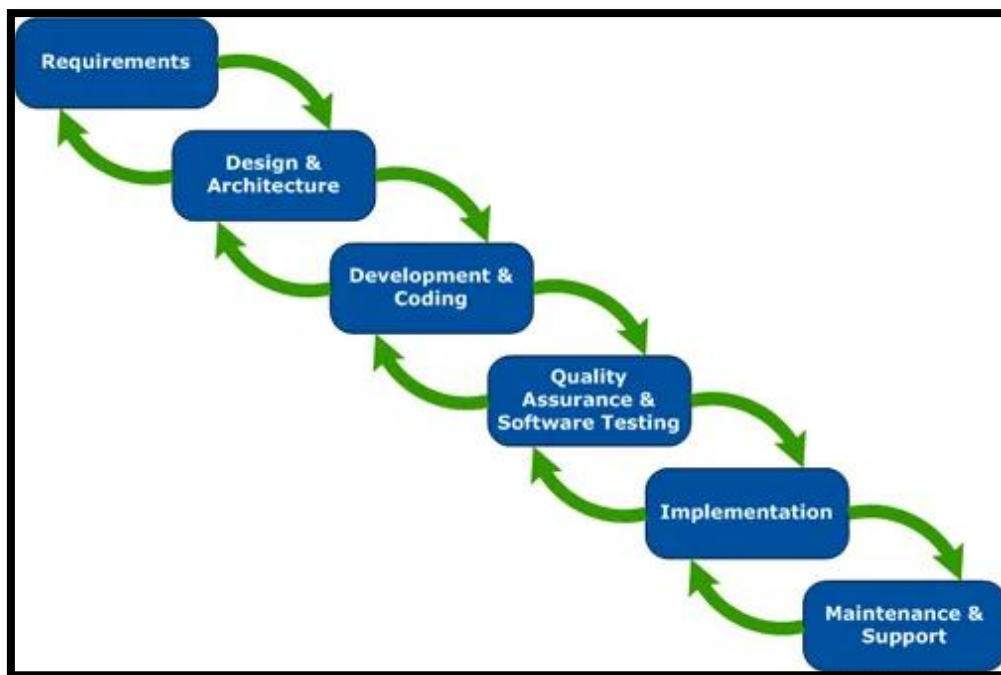 Requirements
Design &
Architecture
Development &
Coding
Quality
Assurance &
Software Testing
Implementation
Maintenance &
Support